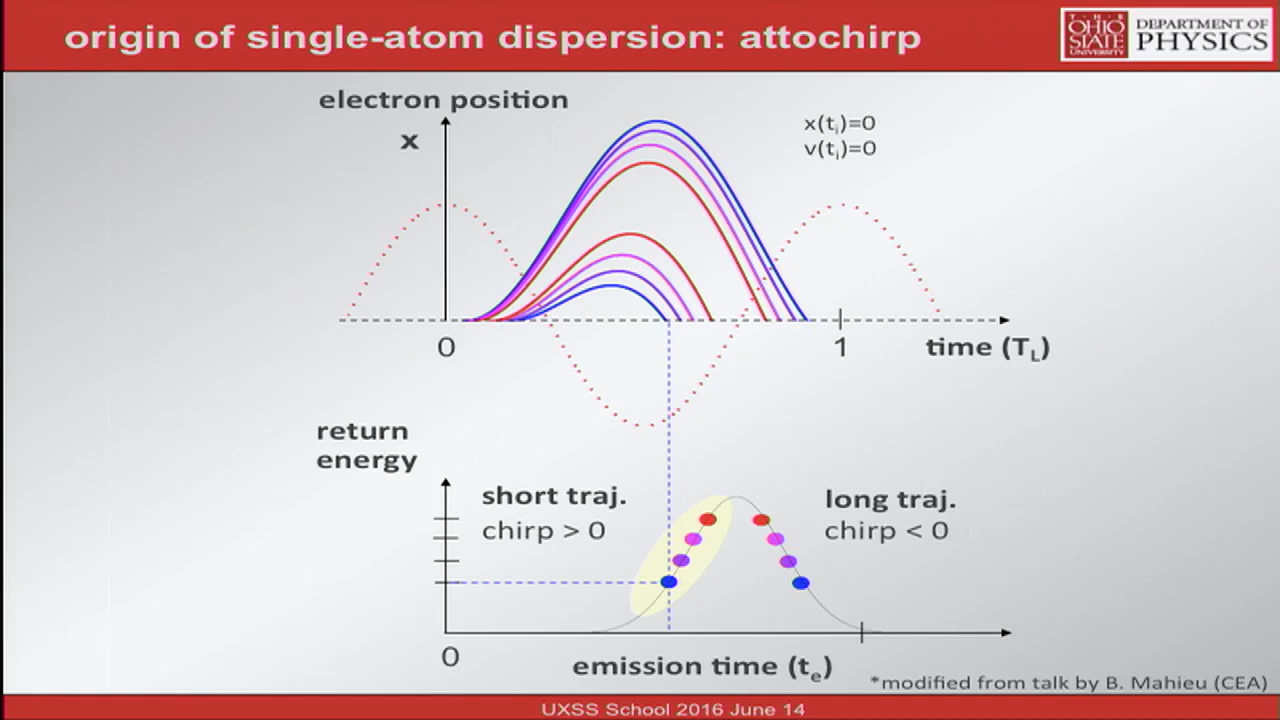 origin of single-atom dispersion: attochirp
T·H·E
OHIO
STATE
UNIVERSITY
DEPARTMENT OF
PHYSICS
electron position
x
x(tᵢ)=0
v(tᵢ)=0
0
1
time (T_L)
return
energy
short traj.
chirp > 0
long traj.
chirp < 0
0
emission time (tₑ)
*modified from talk by B. Mahieu (CEA)
UXSS School 2016 June 14